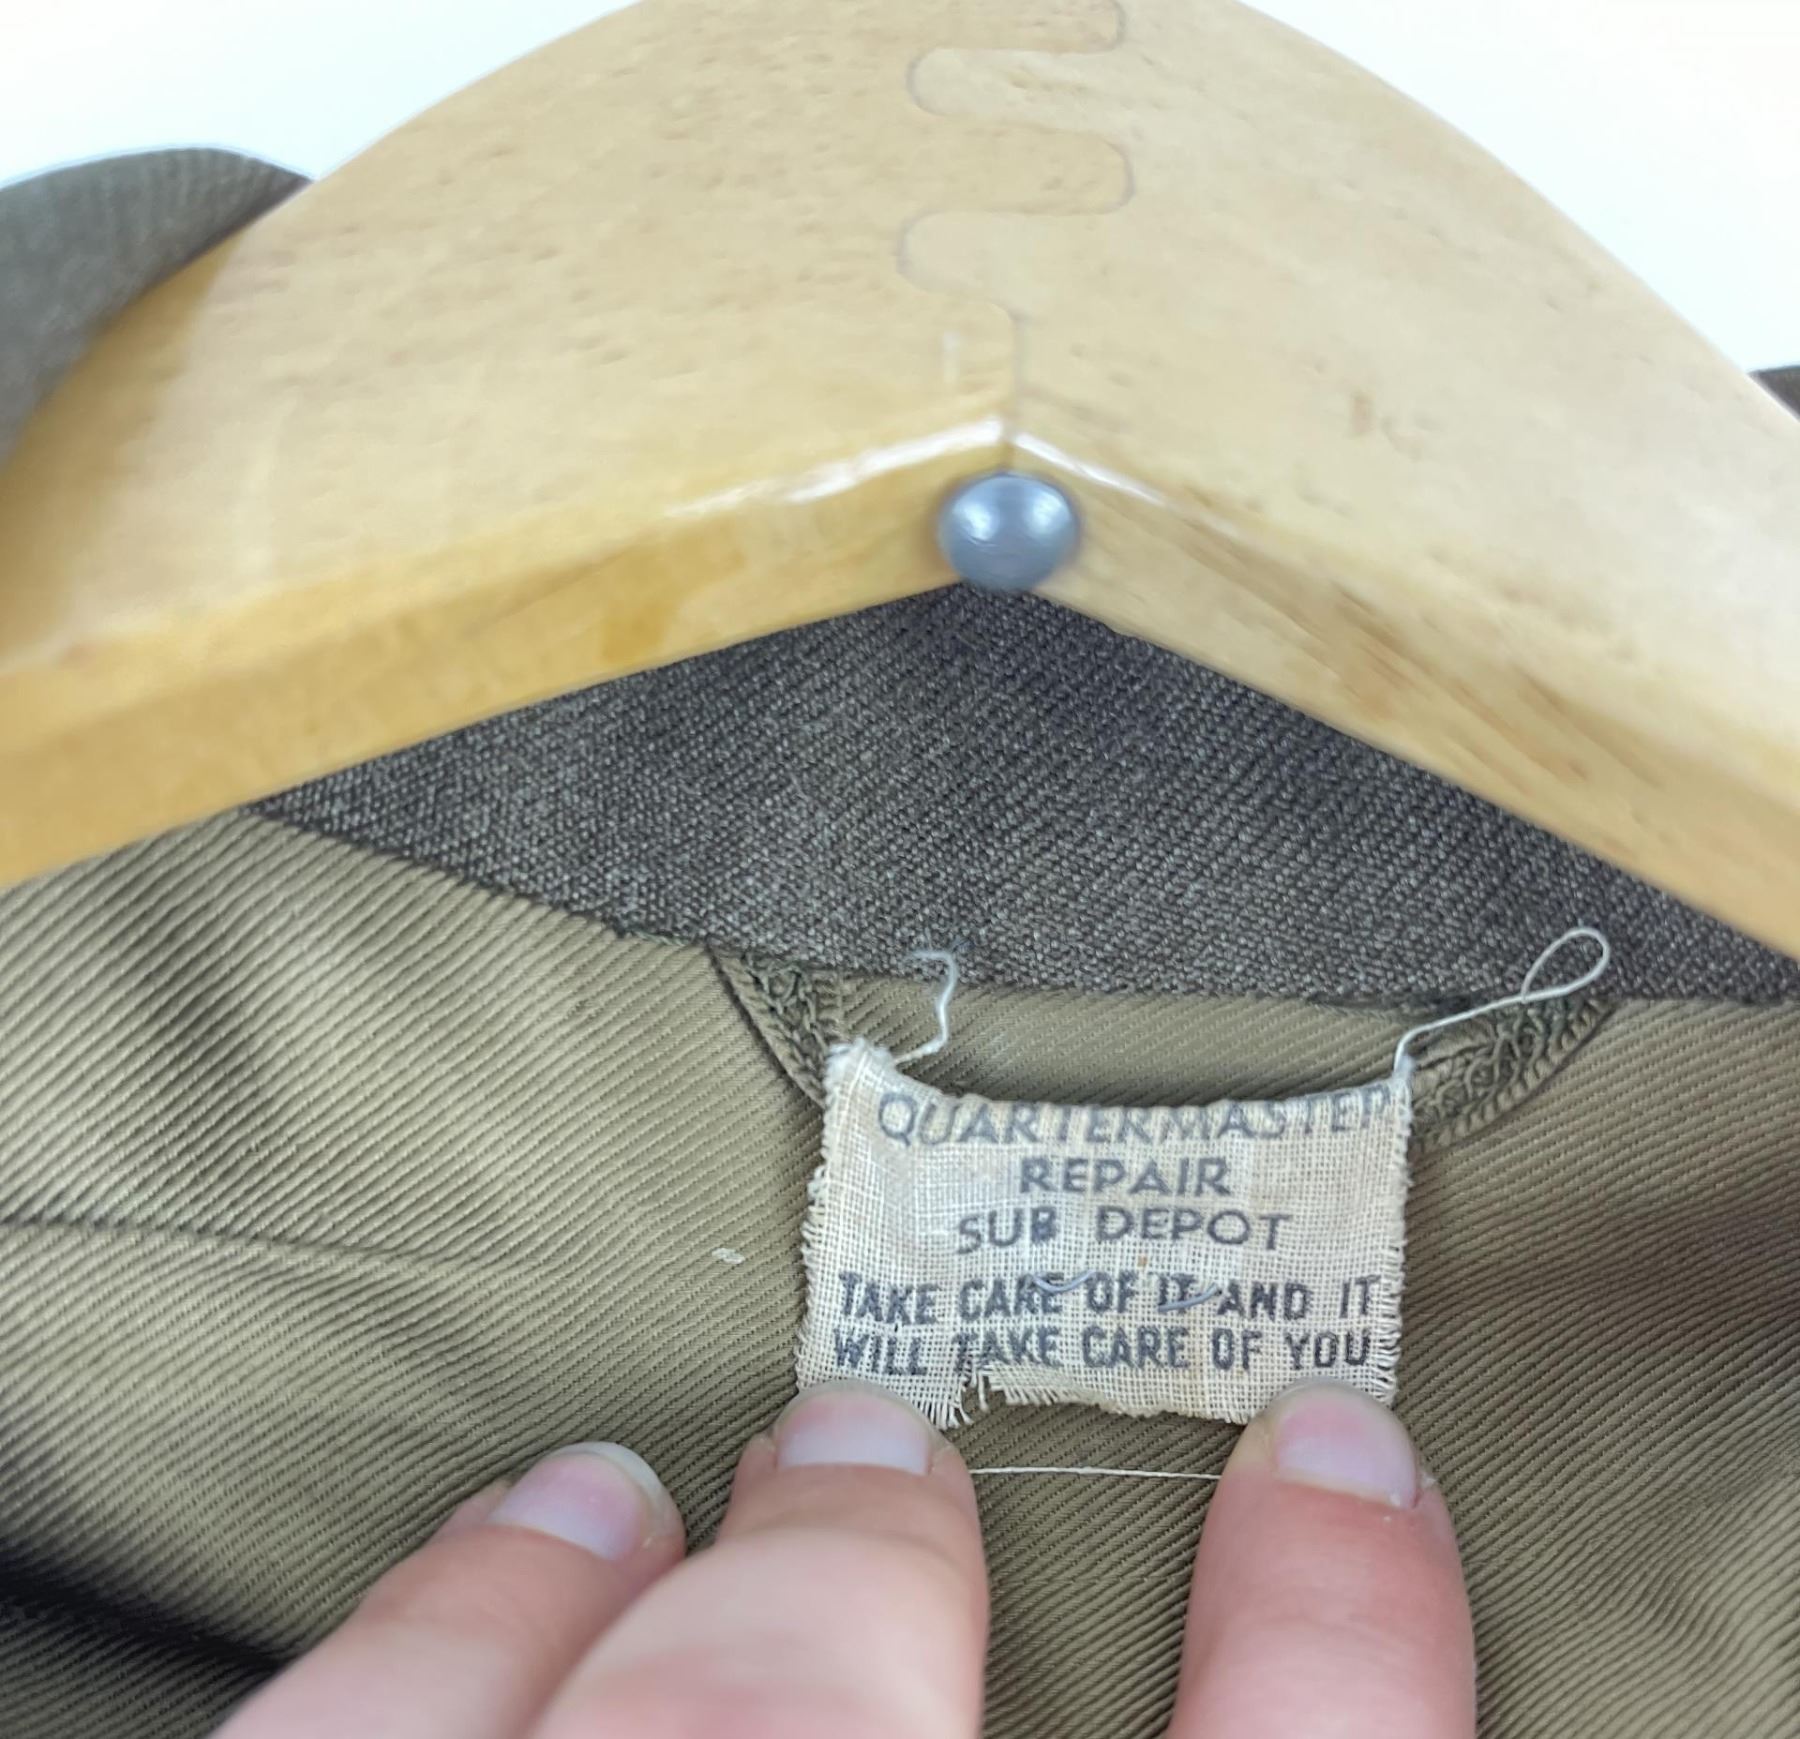 QUARTERMASTER
REPAIR
SUB DEPOT
TAKE CARE OF IT AND IT
WILL TAKE CARE OF YOU